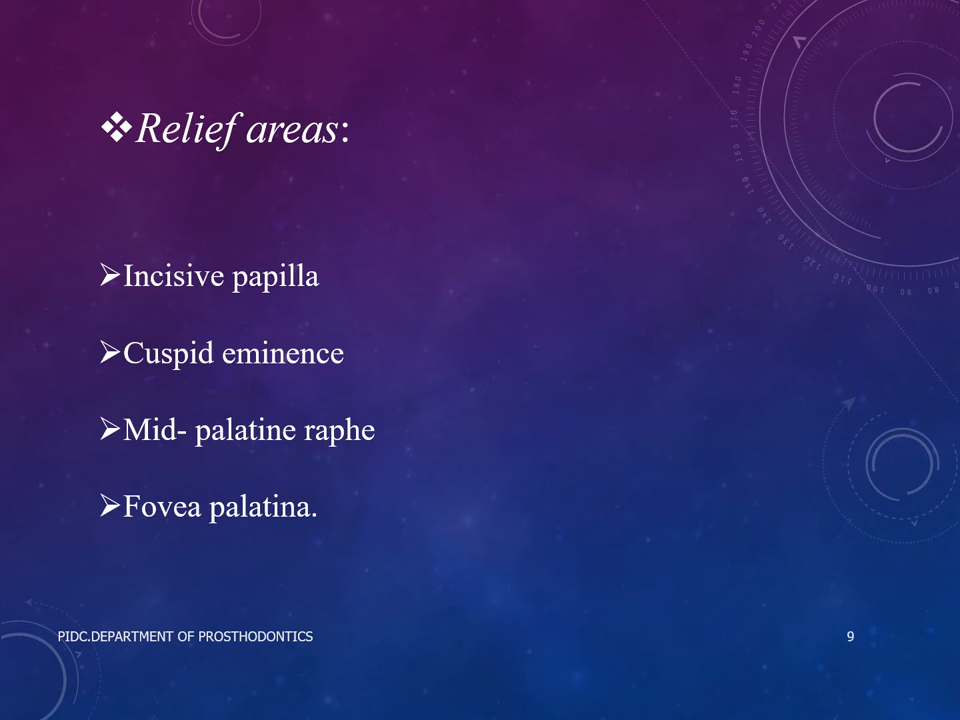 ❖Relief areas:
➢Incisive papilla
➢Cuspid eminence
➢Mid- palatine raphe
➢Fovea palatina.
PIDC.DEPARTMENT OF PROSTHODONTICS
9